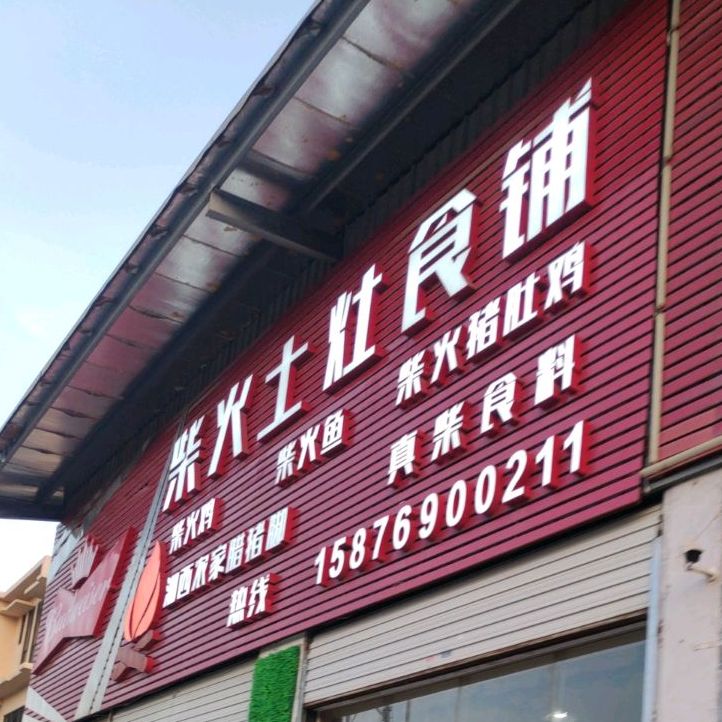 柴火土灶食铺
柴火鸡 柴火鱼 柴火猪肚鸡
湘西农家腊猪脚 真柴食料
热线 15876900211
Budweiser